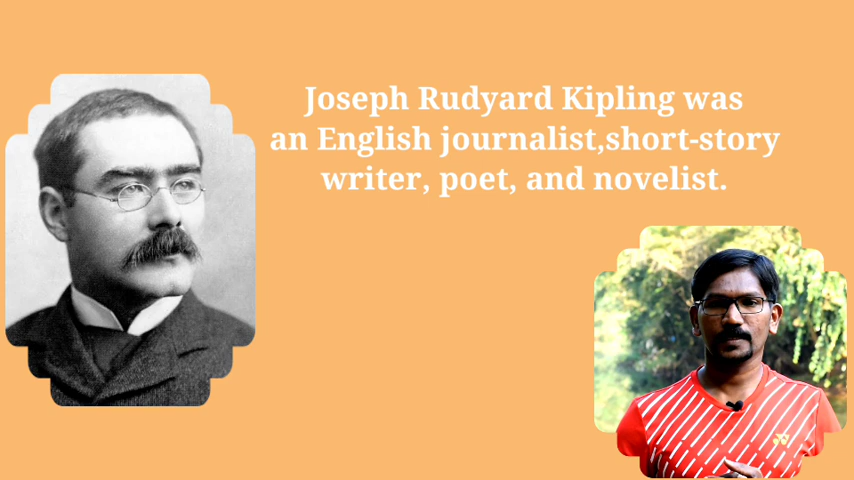 Joseph Rudyard Kipling was
an English journalist,short-story
writer, poet, and novelist.